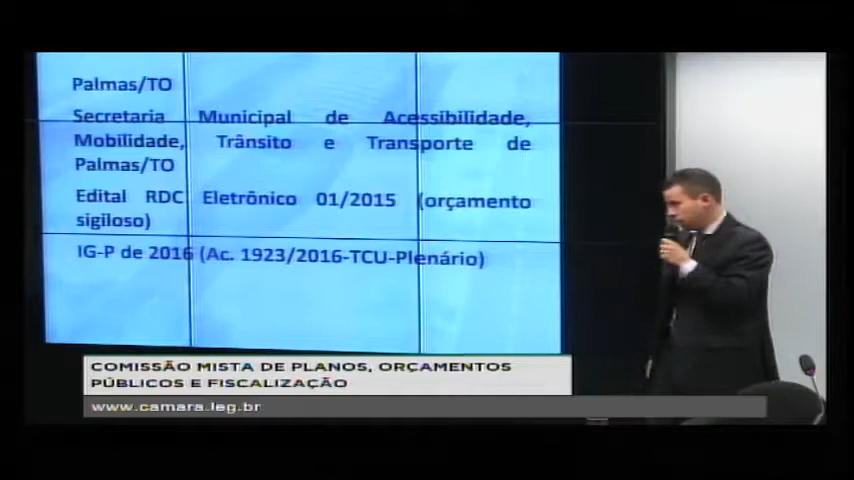 Palmas/TO
Secretaria Municipal de Acessibilidade,
Mobilidade, Trânsito e Transporte de
Palmas/TO
Edital RDC Eletrônico 01/2015 (orçamento
sigiloso)
IG-P de 2016 (Ac. 1923/2016-TCU-Plenário)
COMISSÃO MISTA DE PLANOS, ORÇAMENTOS
PÚBLICOS E FISCALIZAÇÃO
www.camara.leg.br